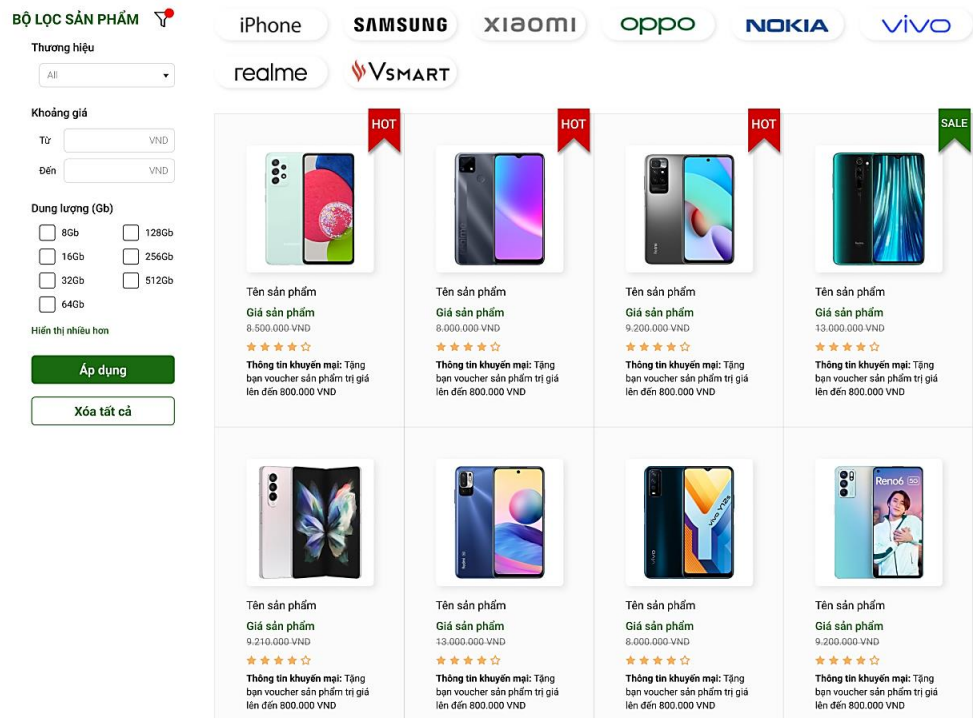 BỘ LỌC SẢN PHẨM
Thương hiệu
All
Khoảng giá
Từ VND
Đến VND
Dung lượng (Gb)
8Gb 128Gb
16Gb 256Gb
32Gb 512Gb
64Gb
Hiển thị nhiều hơn
Áp dụng
Xóa tất cả
iPhone SAMSUNG xiaomi oppo NOKIA vivo
realme VSMART
HOT
Tên sản phẩm
Giá sản phẩm
8.500.000 VND
Thông tin khuyến mại: Tặng
bạn voucher sản phẩm trị giá
lên đến 800.000 VND
HOT
Tên sản phẩm
Giá sản phẩm
8.000.000 VND
Thông tin khuyến mại: Tặng
bạn voucher sản phẩm trị giá
lên đến 800.000 VND
HOT
Redmi
Tên sản phẩm
Giá sản phẩm
9.200.000 VND
Thông tin khuyến mại: Tặng
bạn voucher sản phẩm trị giá
lên đến 800.000 VND
SALE
Tên sản phẩm
Giá sản phẩm
13.000.000 VND
Thông tin khuyến mại: Tặng
bạn voucher sản phẩm trị giá
lên đến 800.000 VND
Tên sản phẩm
Giá sản phẩm
9.210.000 VND
Thông tin khuyến mại: Tặng
bạn voucher sản phẩm trị giá
lên đến 800.000 VND
Redmi
Tên sản phẩm
Giá sản phẩm
13.000.000 VND
Thông tin khuyến mại: Tặng
bạn voucher sản phẩm trị giá
lên đến 800.000 VND
vivo
vivo Y12s
Tên sản phẩm
Giá sản phẩm
8.000.000 VND
Thông tin khuyến mại: Tặng
bạn voucher sản phẩm trị giá
lên đến 800.000 VND
Reno6 5G
Tên sản phẩm
Giá sản phẩm
9.200.000 VND
Thông tin khuyến mại: Tặng
bạn voucher sản phẩm trị giá
lên đến 800.000 VND